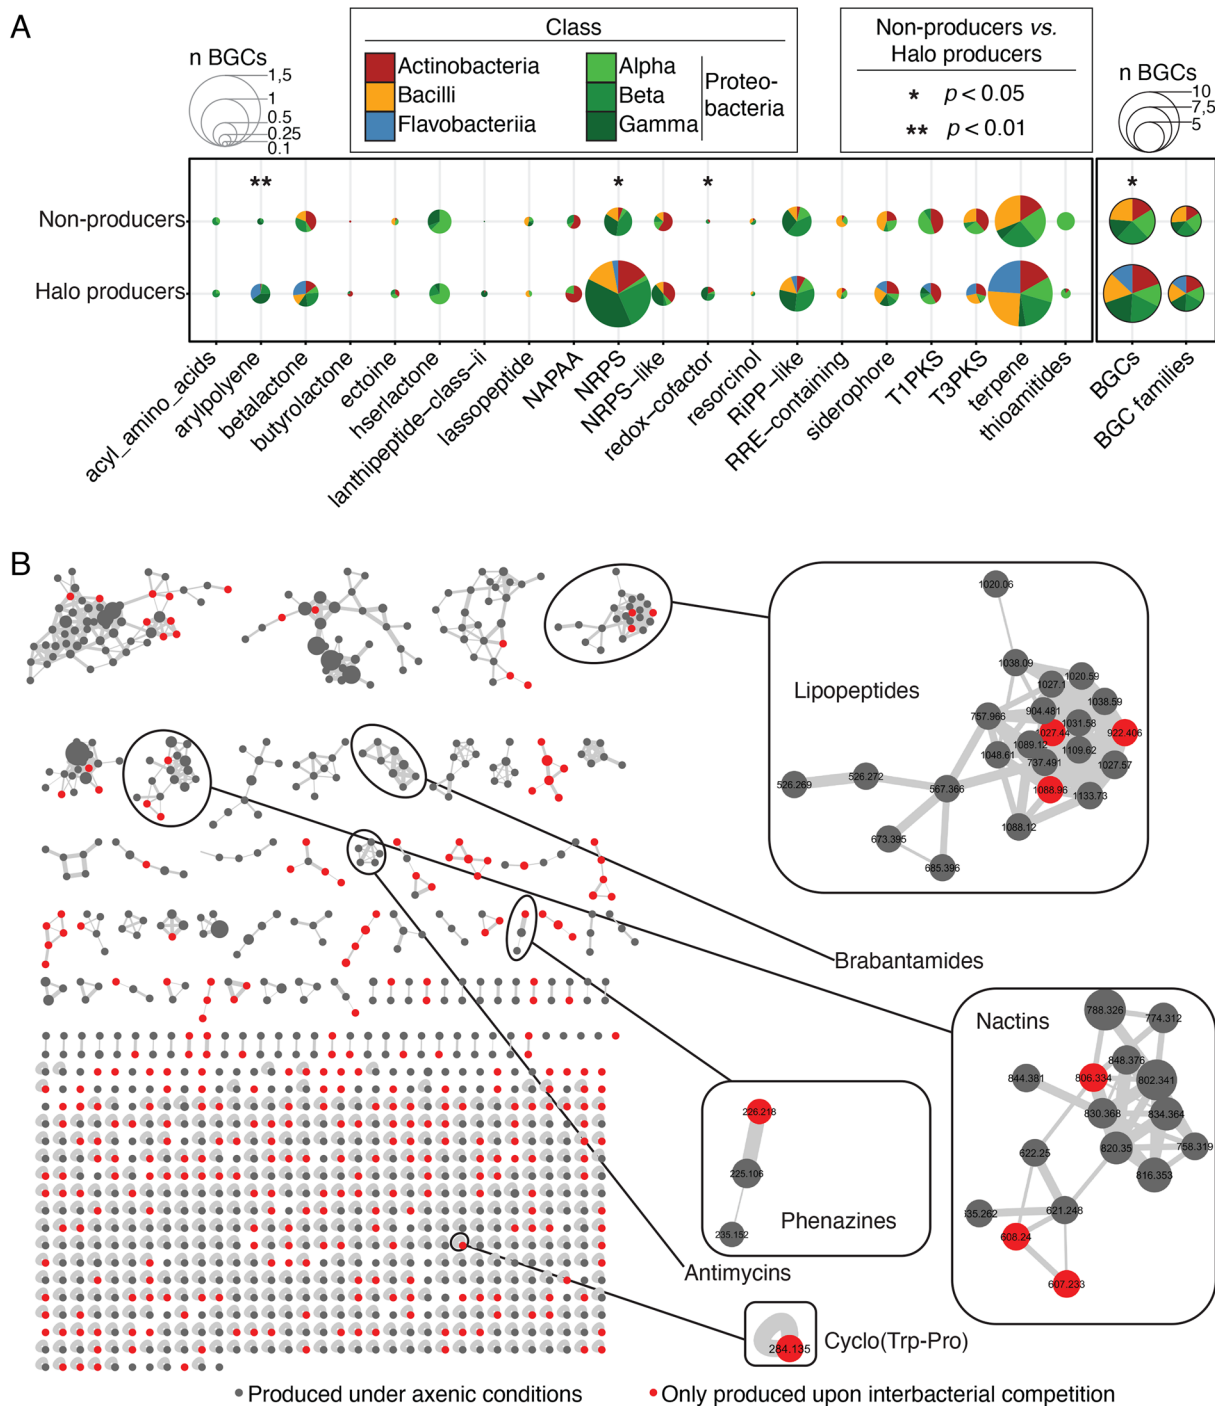 A
n BGCs
1,5
1
0.5
0.25
0.1
Class
Actinobacteria
Bacilli
Flavobacteriia
Alpha
Beta
Gamma
Proteo-
bacteria
Non-producers vs.
Halo producers
* p < 0.05
** p < 0.01
n BGCs
10
7,5
5
** * * *
Non-producers
Halo producers
acyl_amino_acids
arylpolyene
betalactone
butyrolactone
ectoine
hserlactone
lanthipeptide-class-ii
lassopeptide
NAPAA
NRPS
NRPS-like
redox-cofactor
resorcinol
RiPP-like
RRE-containing
siderophore
T1PKS
T3PKS
terpene
thioamitides
BGCs
BGC families
B
Lipopeptides
1020.06
1038.09
1027.1
1020.59
1038.59
904.481
757.966
1031.58
1027.44
922.406
1089.12
1048.61
1109.62
737.491
1027.57
526.272
526.269
567.366
1088.96
1133.73
1088.12
673.395
685.396
Brabantamides
Nactins
788.326
774.312
848.376
844.381
806.334
802.341
830.368
834.364
820.35
758.319
622.25
816.353
635.262
621.248
608.24
607.233
226.218
225.106
235.152
Phenazines
Antimycins
284.135
Cyclo(Trp-Pro)
Produced under axenic conditions
Only produced upon interbacterial competition